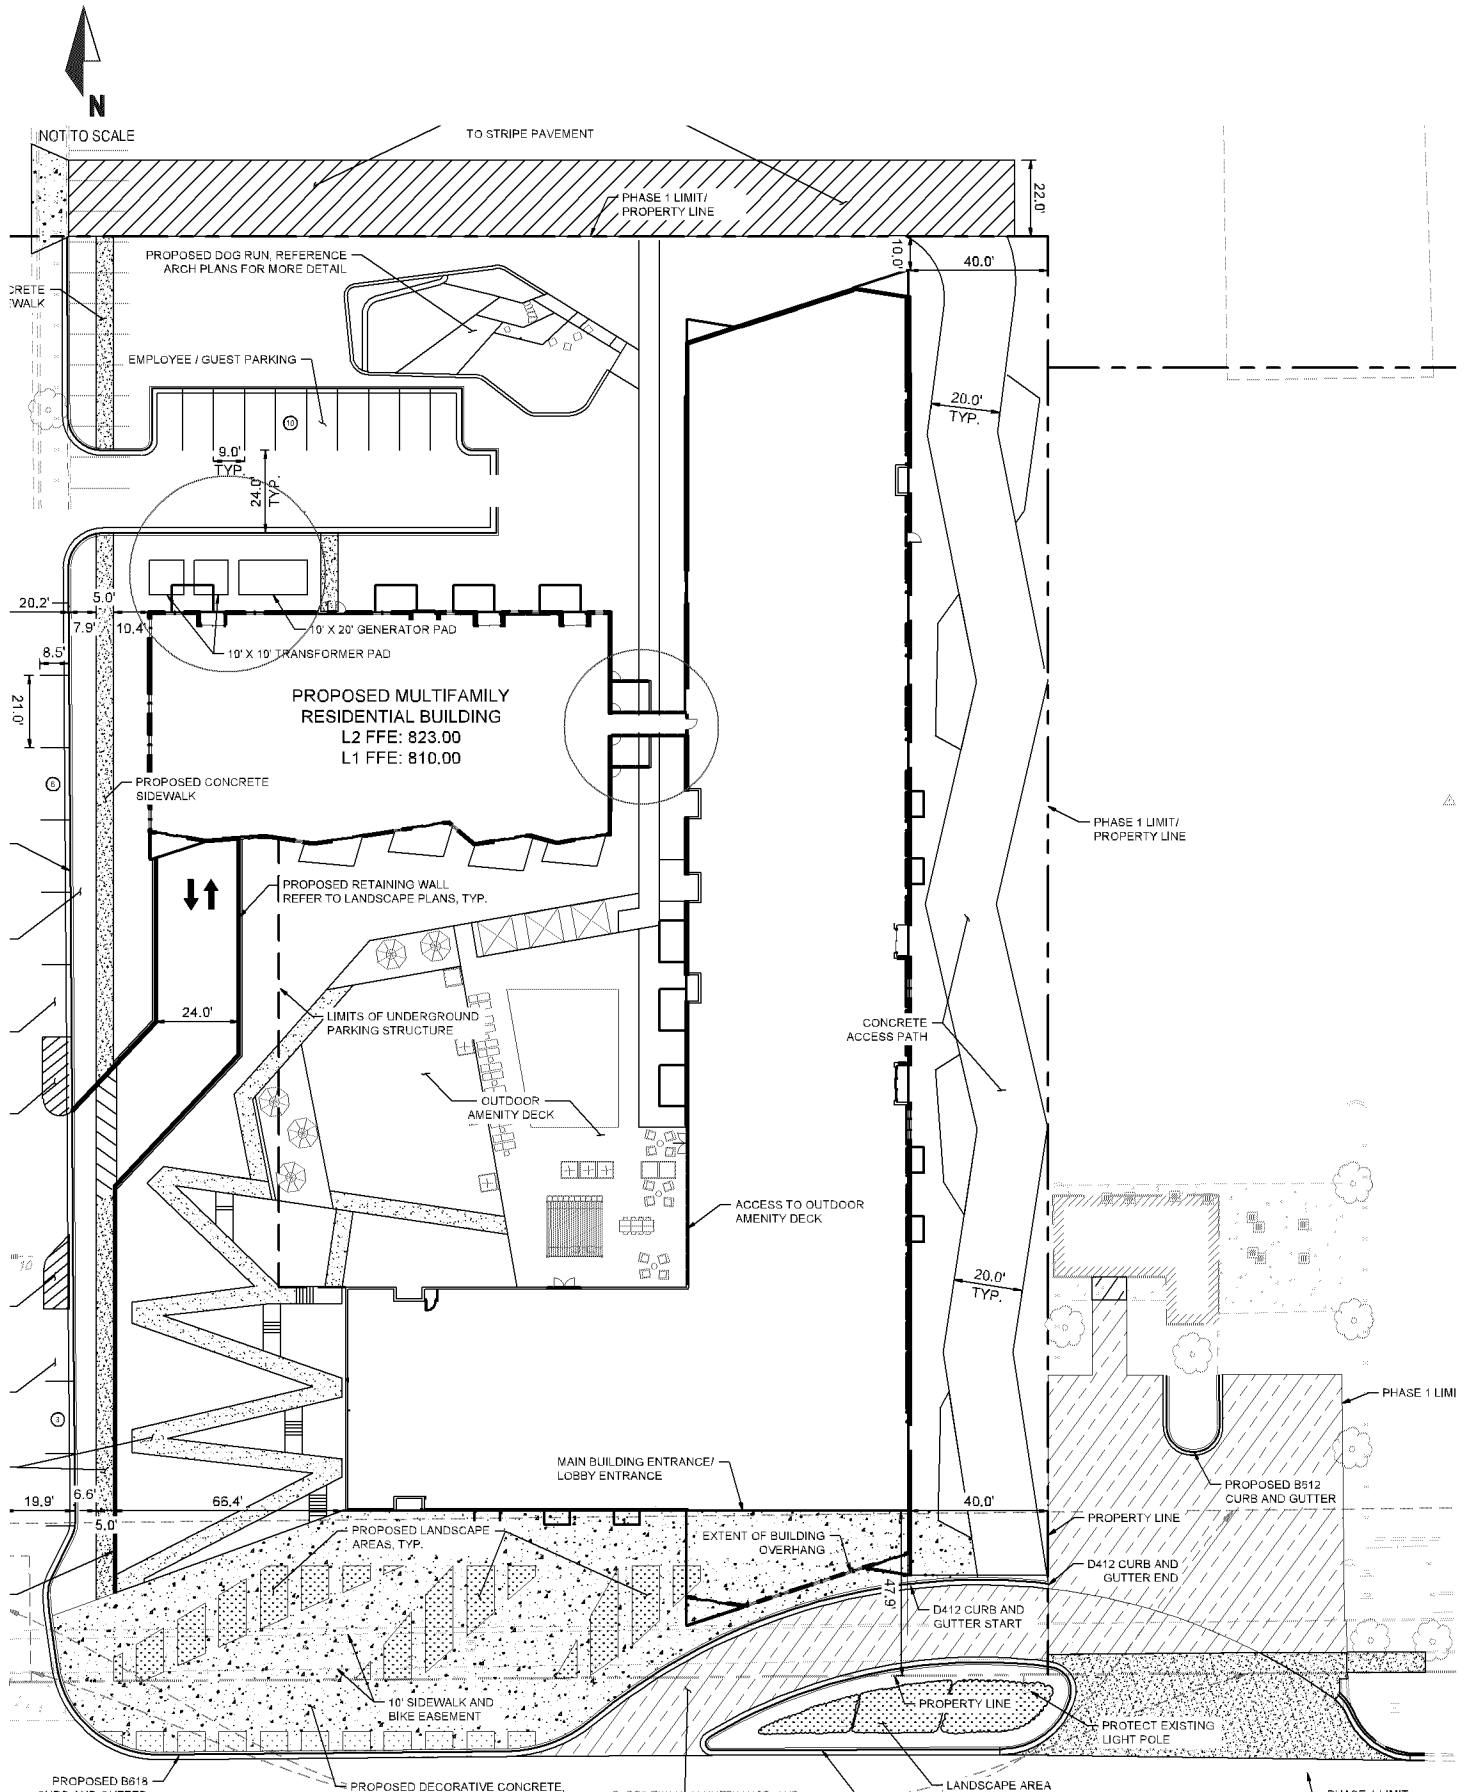 N
NOT TO SCALE
TO STRIPE PAVEMENT
22.0'
PHASE 1 LIMIT/
PROPERTY LINE
10.0'
40.0'
PROPOSED DOG RUN, REFERENCE
ARCH PLANS FOR MORE DETAIL
EMPLOYEE / GUEST PARKING
10
9.0'
TYP.
24.0'
TYP.
20.0'
TYP.
20.2'
5.0'
7.9'
10.4'
8.5'
21.0'
10' X 20' GENERATOR PAD
10' X 10' TRANSFORMER PAD
PROPOSED MULTIFAMILY
RESIDENTIAL BUILDING
L2 FFE: 823.00
L1 FFE: 810.00
6
PROPOSED CONCRETE
SIDEWALK
PHASE 1 LIMIT/
PROPERTY LINE
PROPOSED RETAINING WALL
REFER TO LANDSCAPE PLANS, TYP.
24.0'
LIMITS OF UNDERGROUND
PARKING STRUCTURE
CONCRETE
ACCESS PATH
OUTDOOR
AMENITY DECK
ACCESS TO OUTDOOR
AMENITY DECK
20.0'
TYP.
10
3
PHASE 1 LIMI
MAIN BUILDING ENTRANCE/
LOBBY ENTRANCE
PROPOSED B512
CURB AND GUTTER
19.9'
6.6'
66.4'
40.0'
5.0'
PROPERTY LINE
PROPOSED LANDSCAPE
AREAS, TYP.
EXTENT OF BUILDING
OVERHANG
D412 CURB AND
GUTTER END
47.9'
D412 CURB AND
GUTTER START
10' SIDEWALK AND
BIKE EASEMENT
PROPERTY LINE
PROTECT EXISTING
LIGHT POLE
PROPOSED B618
PROPOSED DECORATIVE CONCRETE,
LANDSCAPE AREA